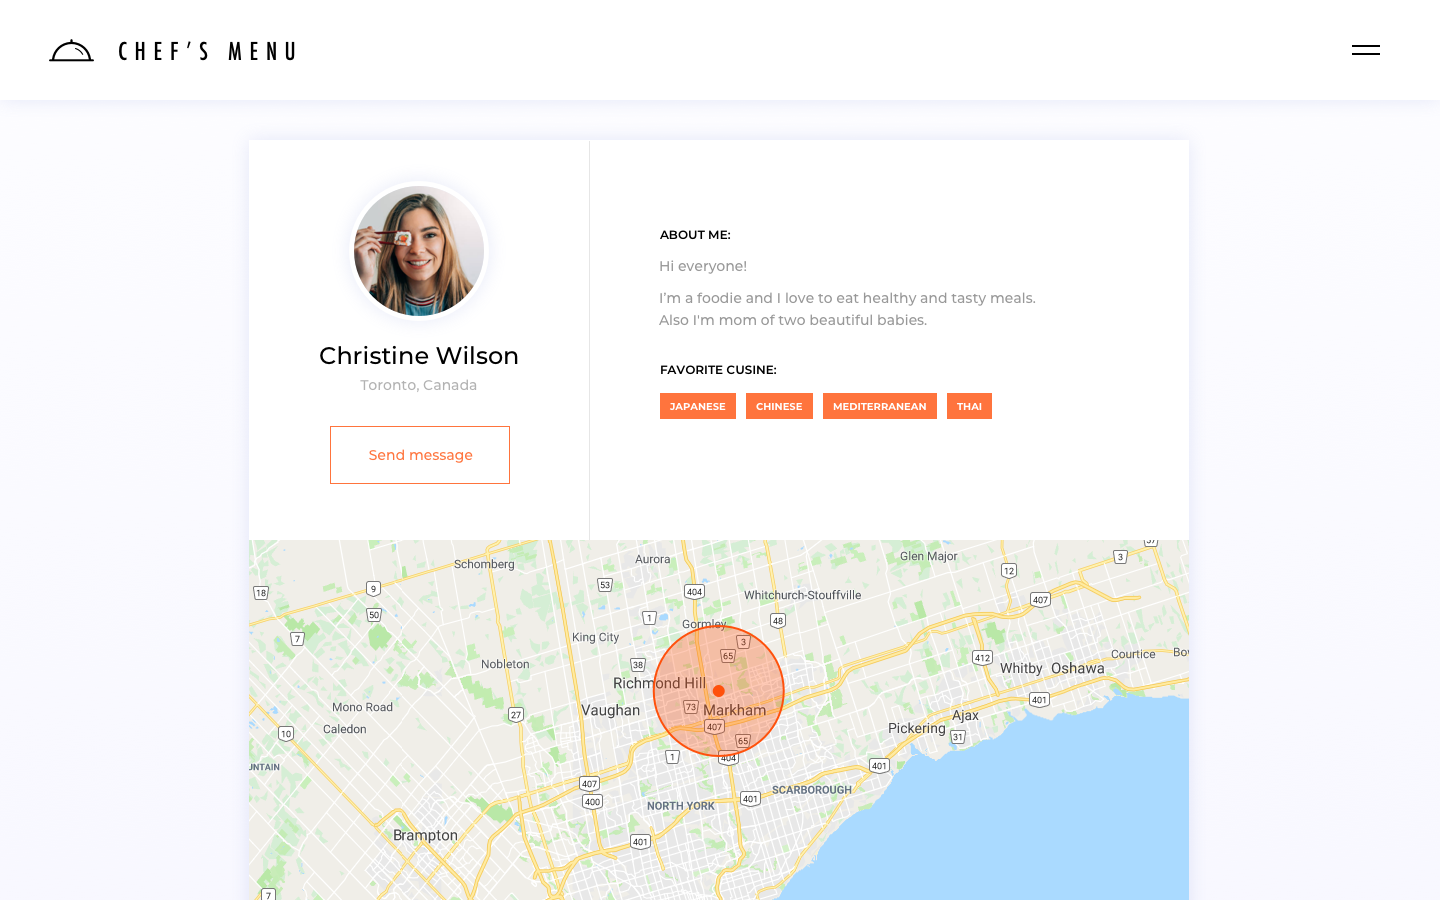 CHEF'S MENU
Christine Wilson
Toronto, Canada
Send message
ABOUT ME:
Hi everyone!
I'm a foodie and I love to eat healthy and tasty meals.
Also I'm mom of two beautiful babies.
FAVORITE CUSINE:
JAPANESE CHINESE MEDITERRANEAN THAI
37
Schomberg
Aurora
Glen Major
3
12
18
9
53
404
Whitchurch-Stouffville
407
50
1
Gormley
48
7
King City
3
65
412
Courtice
Nobleton
38
Whitby
Oshawa
Richmond Hill
401
Mono Road
27
Vaughan
73
Markham
Ajax
Caledon
10
407
Pickering
31
65
1
404
401
UNTAIN
407
SCARBOROUGH
400
NORTH YORK
401
Brampton
401
7